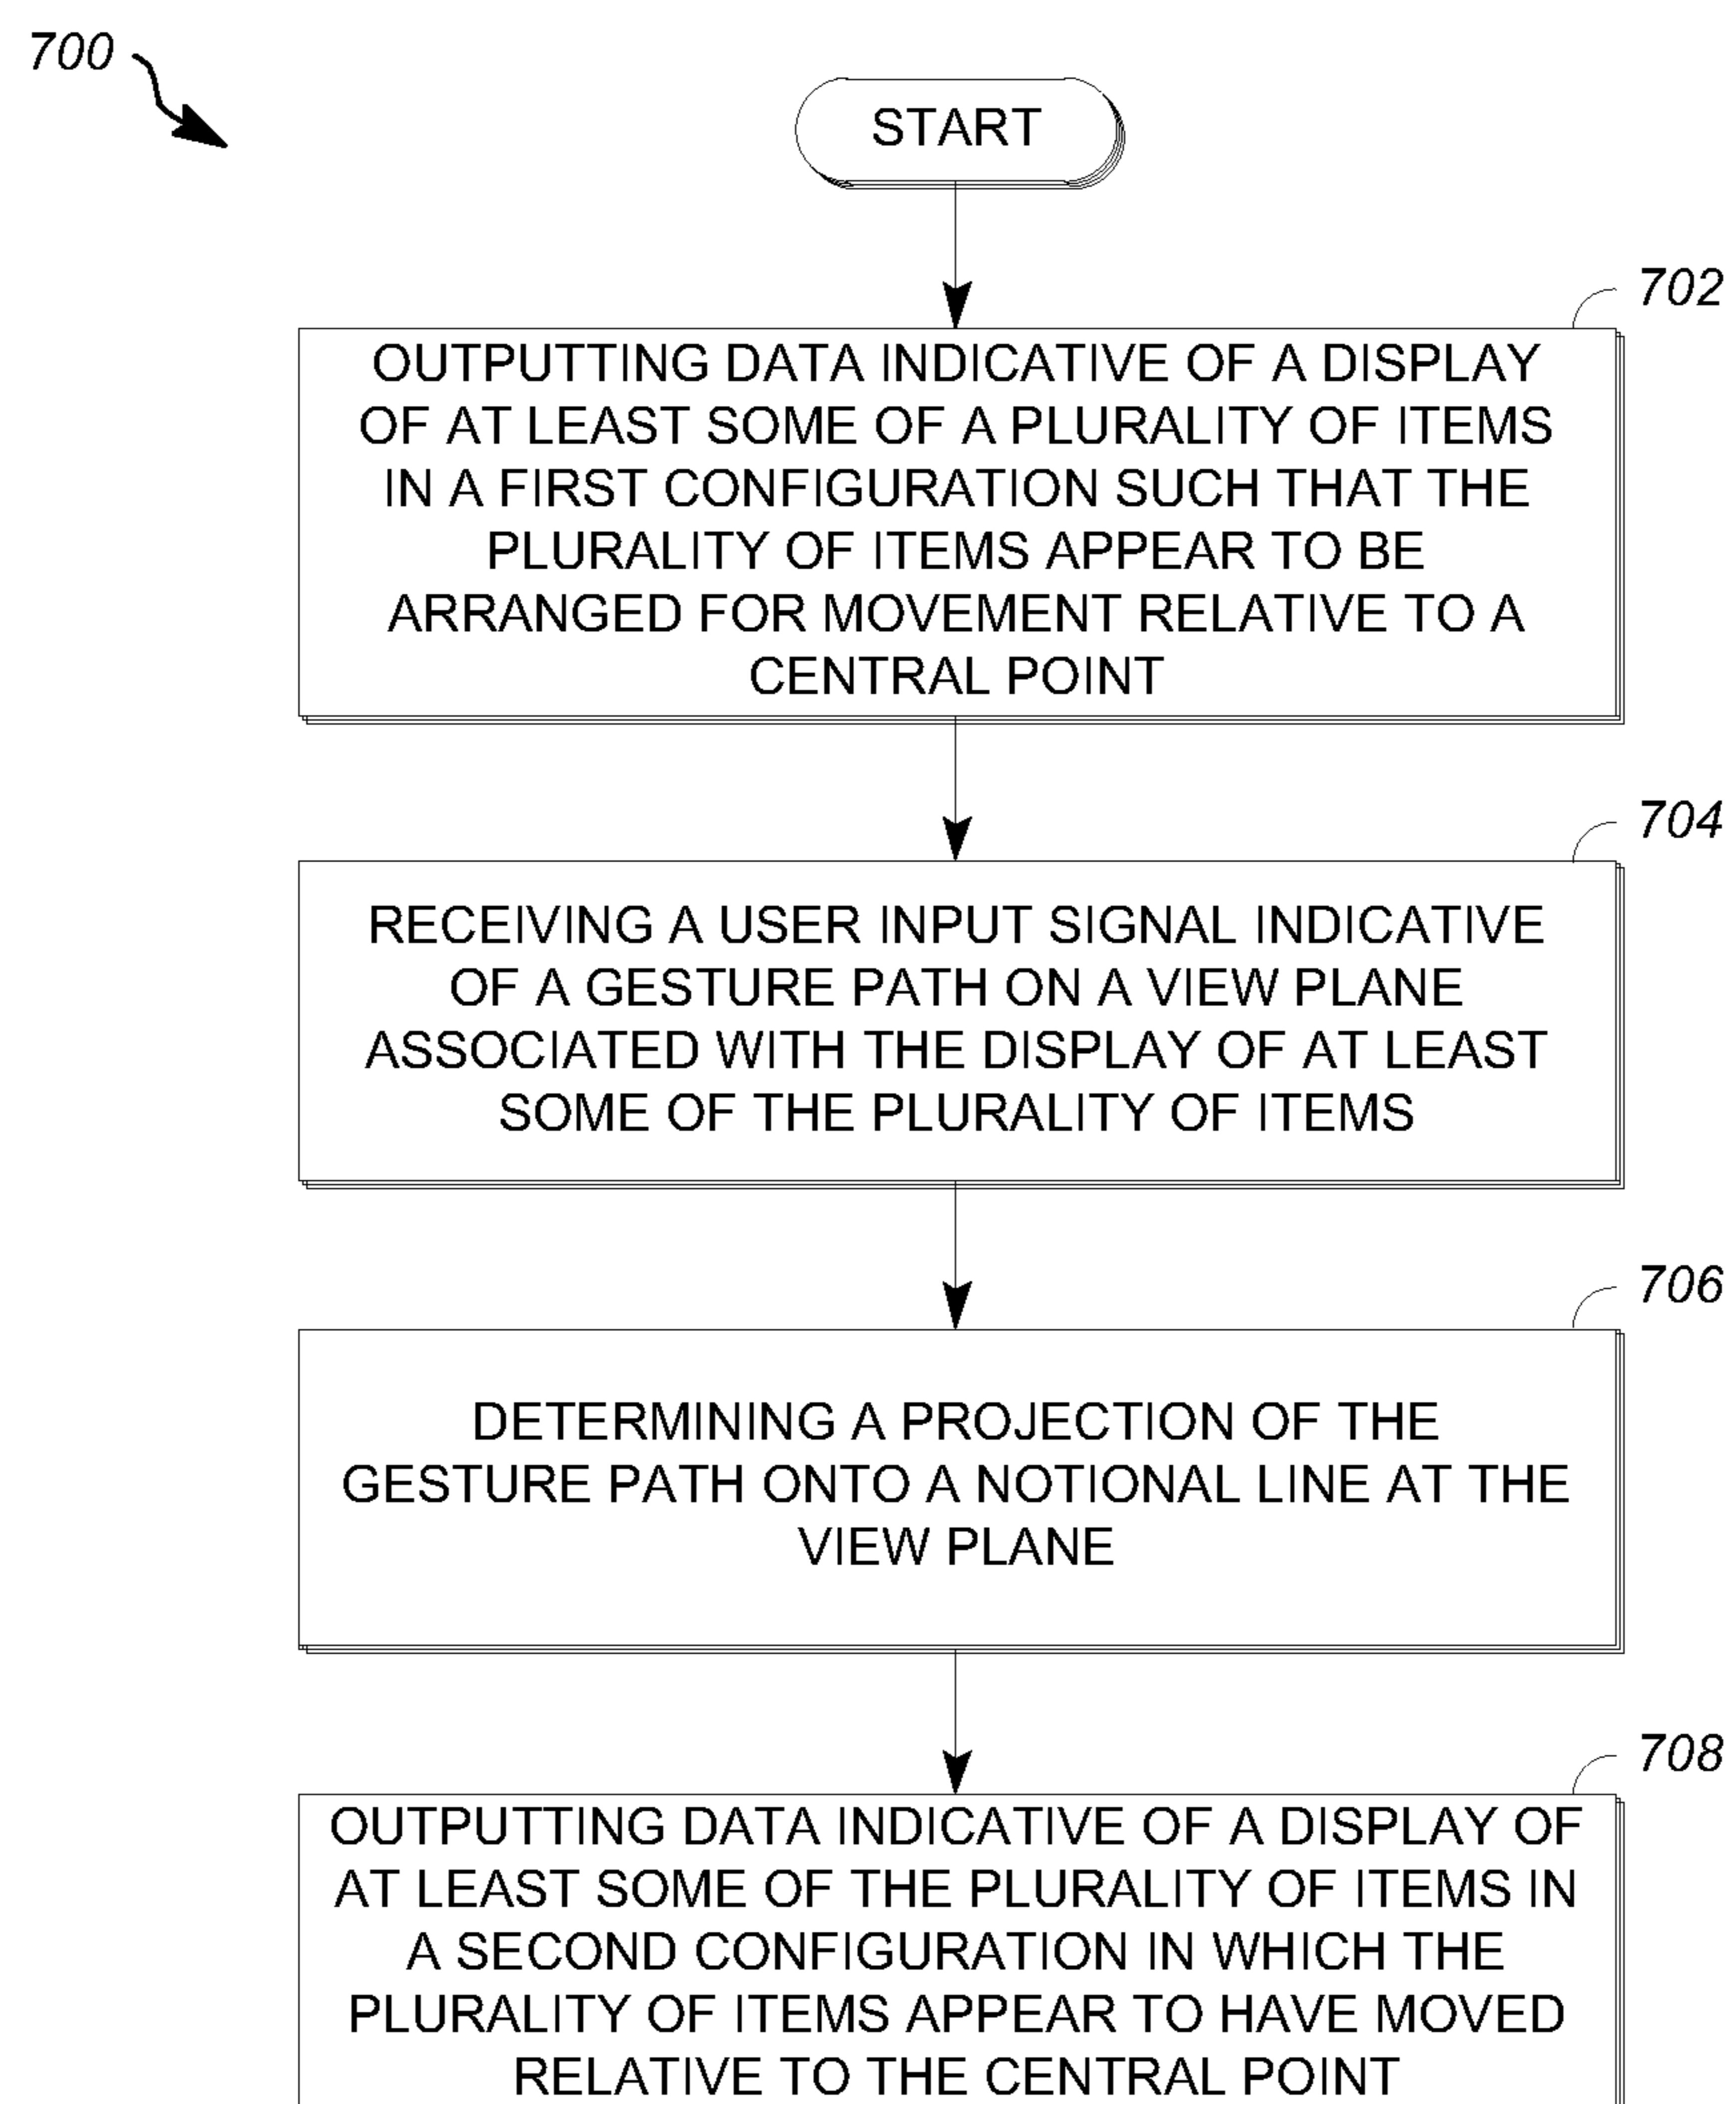 700
START
702
OUTPUTTING DATA INDICATIVE OF A DISPLAY
OF AT LEAST SOME OF A PLURALITY OF ITEMS
IN A FIRST CONFIGURATION SUCH THAT THE
PLURALITY OF ITEMS APPEAR TO BE
ARRANGED FOR MOVEMENT RELATIVE TO A
CENTRAL POINT
704
RECEIVING A USER INPUT SIGNAL INDICATIVE
OF A GESTURE PATH ON A VIEW PLANE
ASSOCIATED WITH THE DISPLAY OF AT LEAST
SOME OF THE PLURALITY OF ITEMS
706
DETERMINING A PROJECTION OF THE
GESTURE PATH ONTO A NOTIONAL LINE AT THE
VIEW PLANE
708
OUTPUTTING DATA INDICATIVE OF A DISPLAY OF
AT LEAST SOME OF THE PLURALITY OF ITEMS IN
A SECOND CONFIGURATION IN WHICH THE
PLURALITY OF ITEMS APPEAR TO HAVE MOVED
RELATIVE TO THE CENTRAL POINT